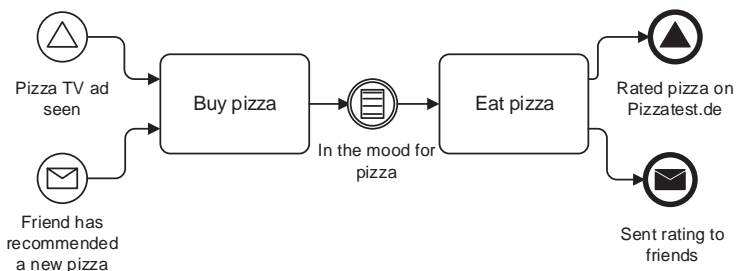 Pizza TV ad
seen
Buy pizza
In the mood for
pizza
Eat pizza
Rated pizza on
Pizzatest.de
Friend has
recommended
a new pizza
Sent rating to
friends